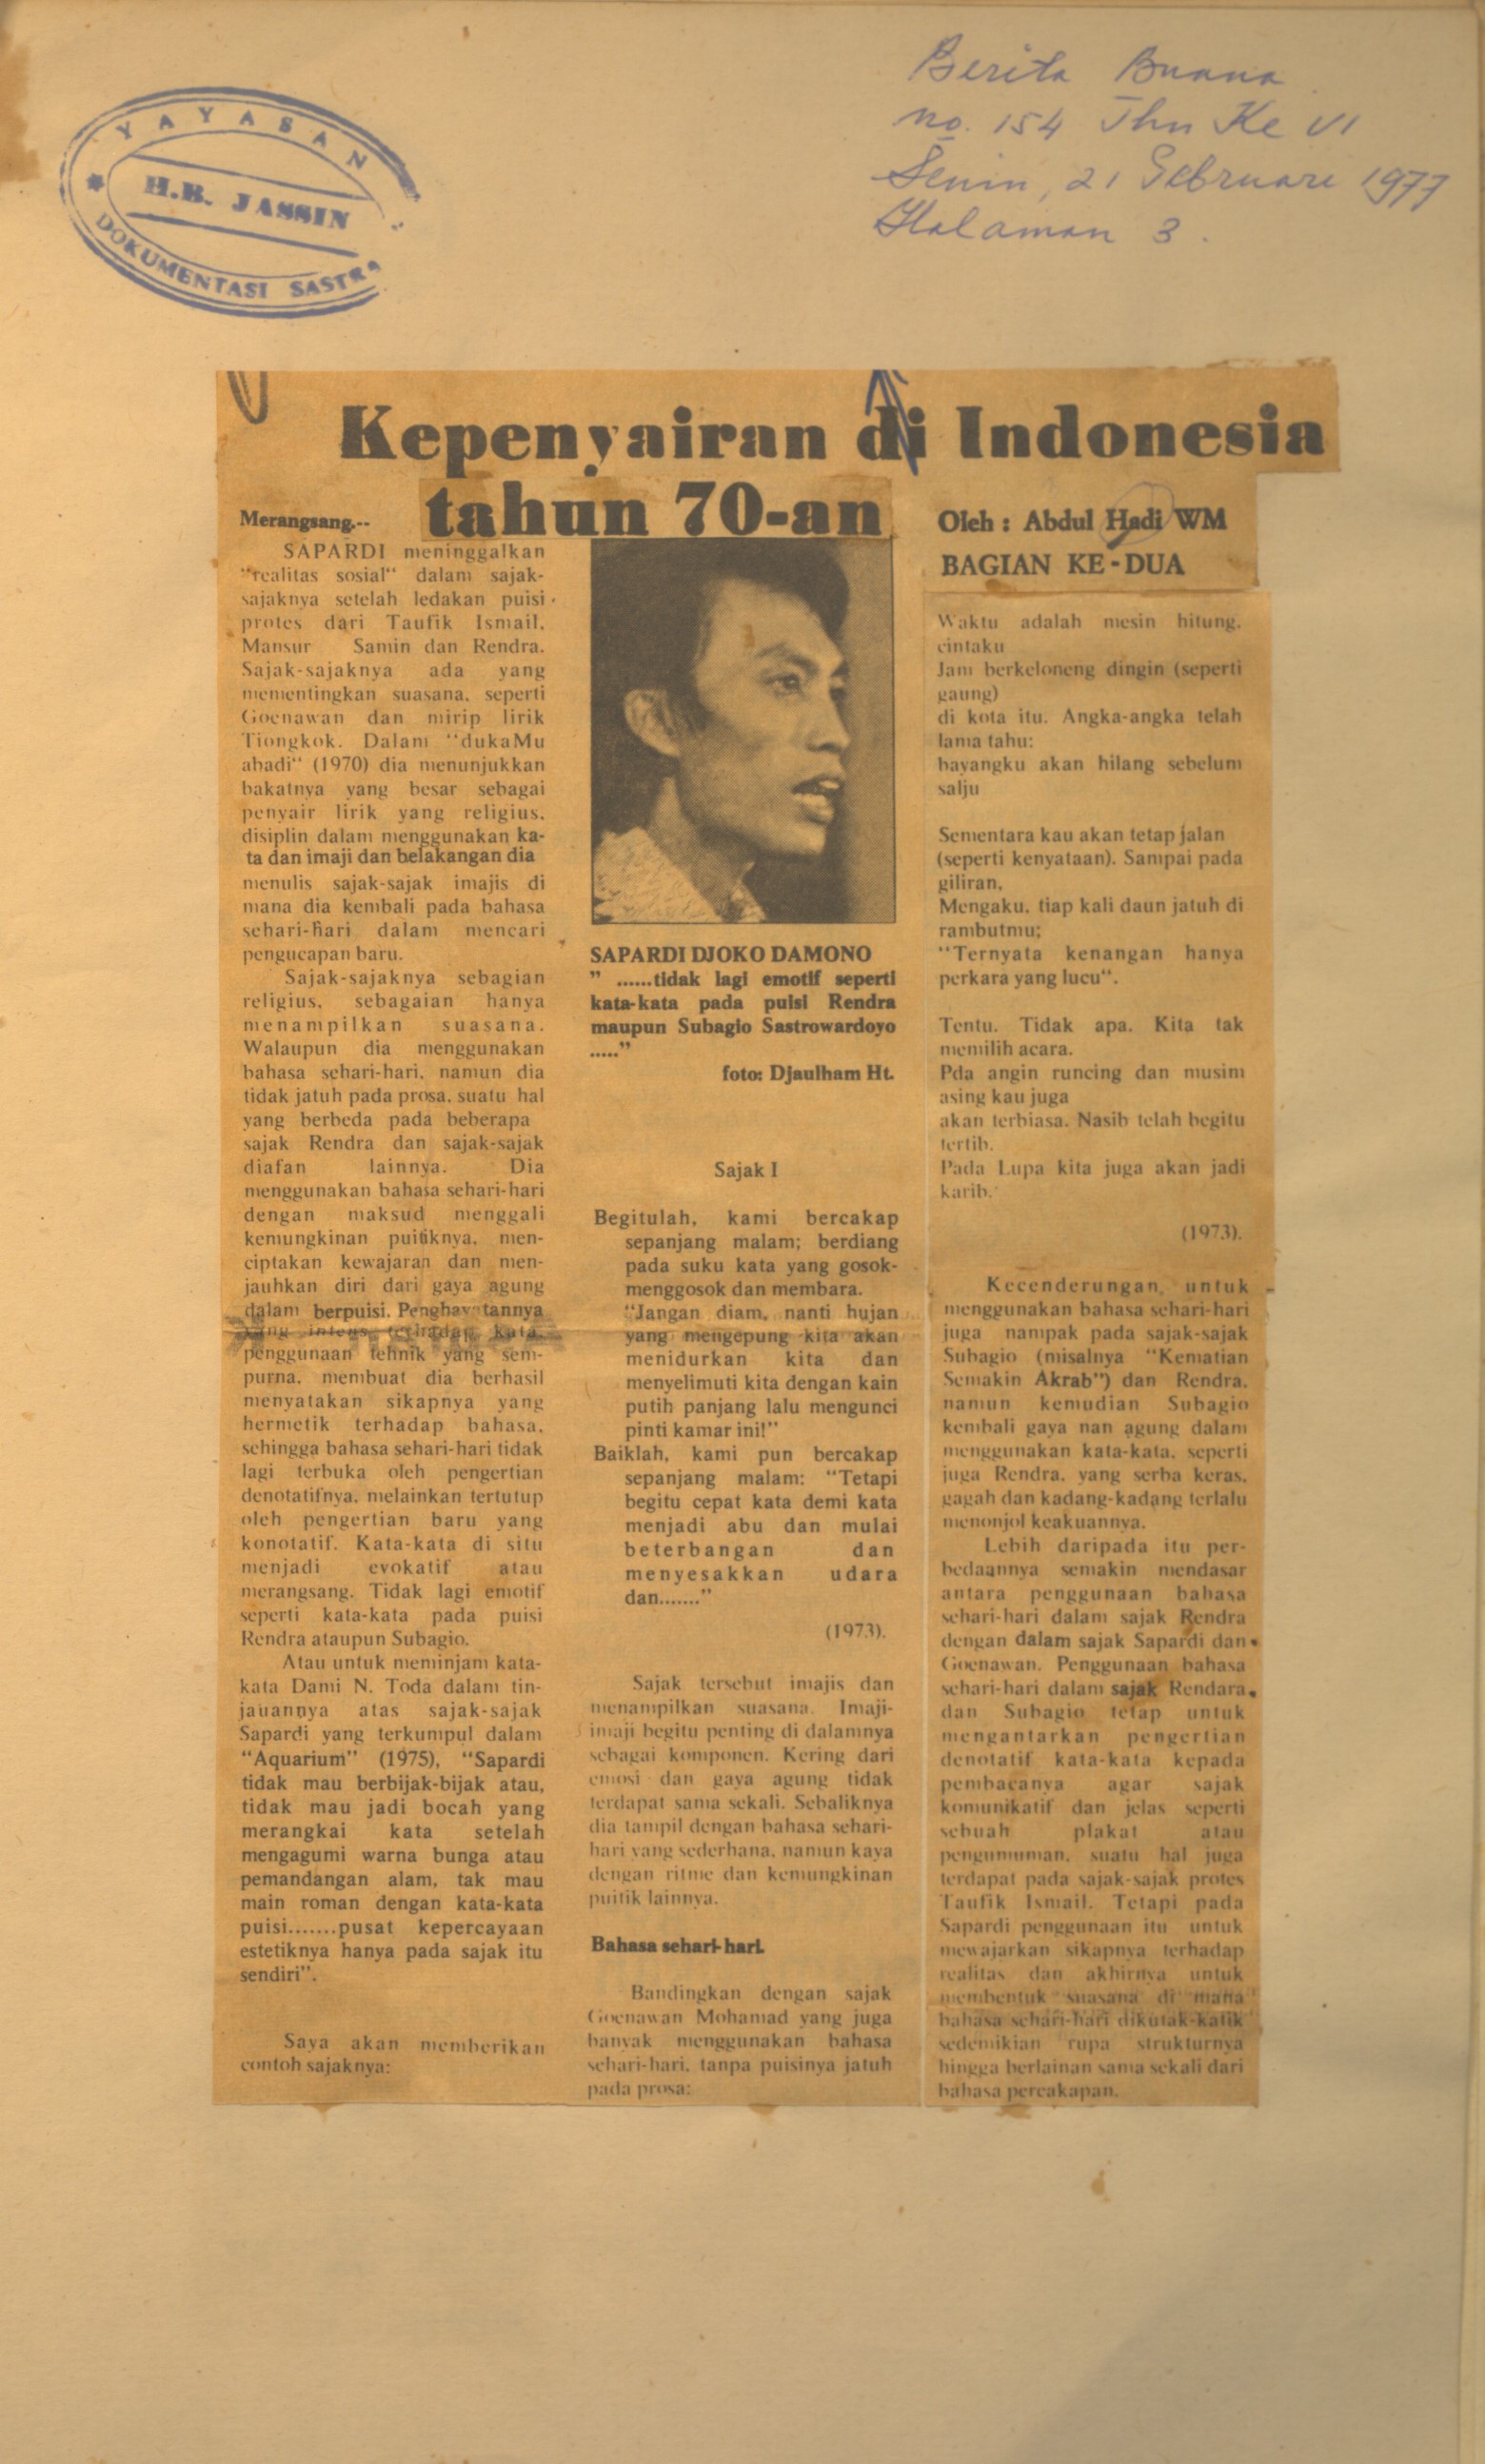 YAYASAN
H.B. JASSIN
DOKUMENTASI SASTRA
Berita Buana
no. 154 Thn Ke VI
Senin, 21 Februari 1977
Halaman 3.
Kepenyairan di Indonesia
tahun 70-an
Oleh : Abdul Hadi WM
BAGIAN KE-DUA
Merangsang.--
SAPARDI meninggalkan
“realitas sosial“ dalam sajak-
sajaknya setelah ledakan puisi
protes dari Taufik Ismail,
Mansur Samin dan Rendra.
Sajak-sajaknya ada yang
mementingkan suasana, seperti
Goenawan dan mirip lirik
Tiongkok. Dalam “dukaMu
abadi“ (1970) dia menunjukkan
bakatnya yang besar sebagai
penyair lirik yang religius,
disiplin dalam menggunakan ka-
ta dan imaji dan belakangan dia
menulis sajak-sajak imajis di
mana dia kembali pada bahasa
sehari-hari dalam mencari
pengucapan baru.
Sajak-sajaknya sebagian
religius, sebagaian hanya
menampilkan suasana.
Walaupun dia menggunakan
bahasa sehari-hari, namun dia
tidak jatuh pada prosa, suatu hal
yang berbeda pada beberapa
sajak Rendra dan sajak-sajak
diafan lainnya. Dia
menggunakan bahasa sehari-hari
dengan maksud menggali
kemungkinan puitiknya, men-
ciptakan kewajaran dan men-
jauhkan diri dari gaya agung
dalam berpuisi. Penghayatannya
yang intens terhadap kata,
penggunaan tehnik yang sem-
purna, membuat dia berhasil
menyatakan sikapnya yang
hermetik terhadap bahasa,
sehingga bahasa sehari-hari tidak
lagi terbuka oleh pengertian
denotatifnya, melainkan tertutup
oleh pengertian baru yang
konotatif. Kata-kata di situ
menjadi evokatif atau
merangsang. Tidak lagi emotif
seperti kata-kata pada puisi
Rendra ataupun Subagio.
Atau untuk meminjam kata-
kata Dami N. Toda dalam tin-
jauannya atas sajak-sajak
Sapardi yang terkumpul dalam
“Aquarium” (1975), “Sapardi
tidak mau berbijak-bijak atau,
tidak mau jadi bocah yang
merangkai kata setelah
mengagumi warna bunga atau
pemandangan alam, tak mau
main roman dengan kata-kata
puisi.......pusat kepercayaan
estetiknya hanya pada sajak itu
sendiri”.
Saya akan memberikan
contoh sajaknya:
SAPARDI DJOKO DAMONO
” ......tidak lagi emotif seperti
kata-kata pada puisi Rendra
maupun Subagio Sastrowardoyo
.....”
foto: Djaulham Ht.
Sajak I
Begitulah, kami bercakap
sepanjang malam; berdiang
pada suku kata yang gosok-
menggosok dan membara.
“Jangan diam, nanti hujan
yang mengepung kita akan
menidurkan kita dan
menyelimuti kita dengan kain
putih panjang lalu mengunci
pinti kamar ini!”
Baiklah, kami pun bercakap
sepanjang malam: “Tetapi
begitu cepat kata demi kata
menjadi abu dan mulai
beterbangan dan
menyesakkan udara
dan.......”
(1973).
Sajak tersebut imajis dan
menampilkan suasana. Imaji-
imaji begitu penting di dalamnya
sebagai komponen. Kering dari
emosi dan gaya agung tidak
terdapat sama sekali. Sebaliknya
dia tampil dengan bahasa sehari-
hari yang sederhana, namun kaya
dengan ritme dan kemungkinan
puitik lainnya.
Bahasa sehari-hari.
Bandingkan dengan sajak
Goenawan Mohamad yang juga
banyak menggunakan bahasa
sehari-hari, tanpa puisinya jatuh
pada prosa:
Waktu adalah mesin hitung,
cintaku
Jam berkeloneng dingin (seperti
gaung)
di kota itu. Angka-angka telah
lama tahu:
bayangku akan hilang sebelum
salju
Sementara kau akan tetap jalan
(seperti kenyataan). Sampai pada
giliran,
Mengaku, tiap kali daun jatuh di
rambutmu;
“Ternyata kenangan hanya
perkara yang lucu“.
Tentu. Tidak apa. Kita tak
memilih acara.
Pda angin runcing dan musim
asing kau juga
akan terbiasa. Nasib telah begitu
tertib.
Pada Lupa kita juga akan jadi
karib.
(1973).
Kecenderungan, untuk
menggunakan bahasa sehari-hari
juga nampak pada sajak-sajak
Subagio (misalnya “Kematian
Semakin Akrab”) dan Rendra,
namun kemudian Subagio
kembali gaya nan agung dalam
menggunakan kata-kata, seperti
juga Rendra, yang serba keras,
gagah dan kadang-kadang terlalu
menonjol keakuannya.
Lebih daripada itu per-
bedaannya semakin mendasar
antara penggunaan bahasa
sehari-hari dalam sajak Rendra
dengan dalam sajak Sapardi dan
Goenawan. Penggunaan bahasa
sehari-hari dalam sajak Rendara
dan Subagio tetap untuk
mengantarkan pengertian
denotatif kata-kata kepada
pembacanya agar sajak
komunikatif dan jelas seperti
sebuah plakat atau
pengumuman, suatu hal juga
terdapat pada sajak-sajak protes
Taufik Ismail. Tetapi pada
Sapardi penggunaan itu untuk
mewajarkan sikapnya terhadap
realitas dan akhirnya untuk
membentuk suasana di mana
bahasa sehari-hari dikutak-katik
sedemikian rupa strukturnya
hingga berlainan sama sekali dari
bahasa percakapan.